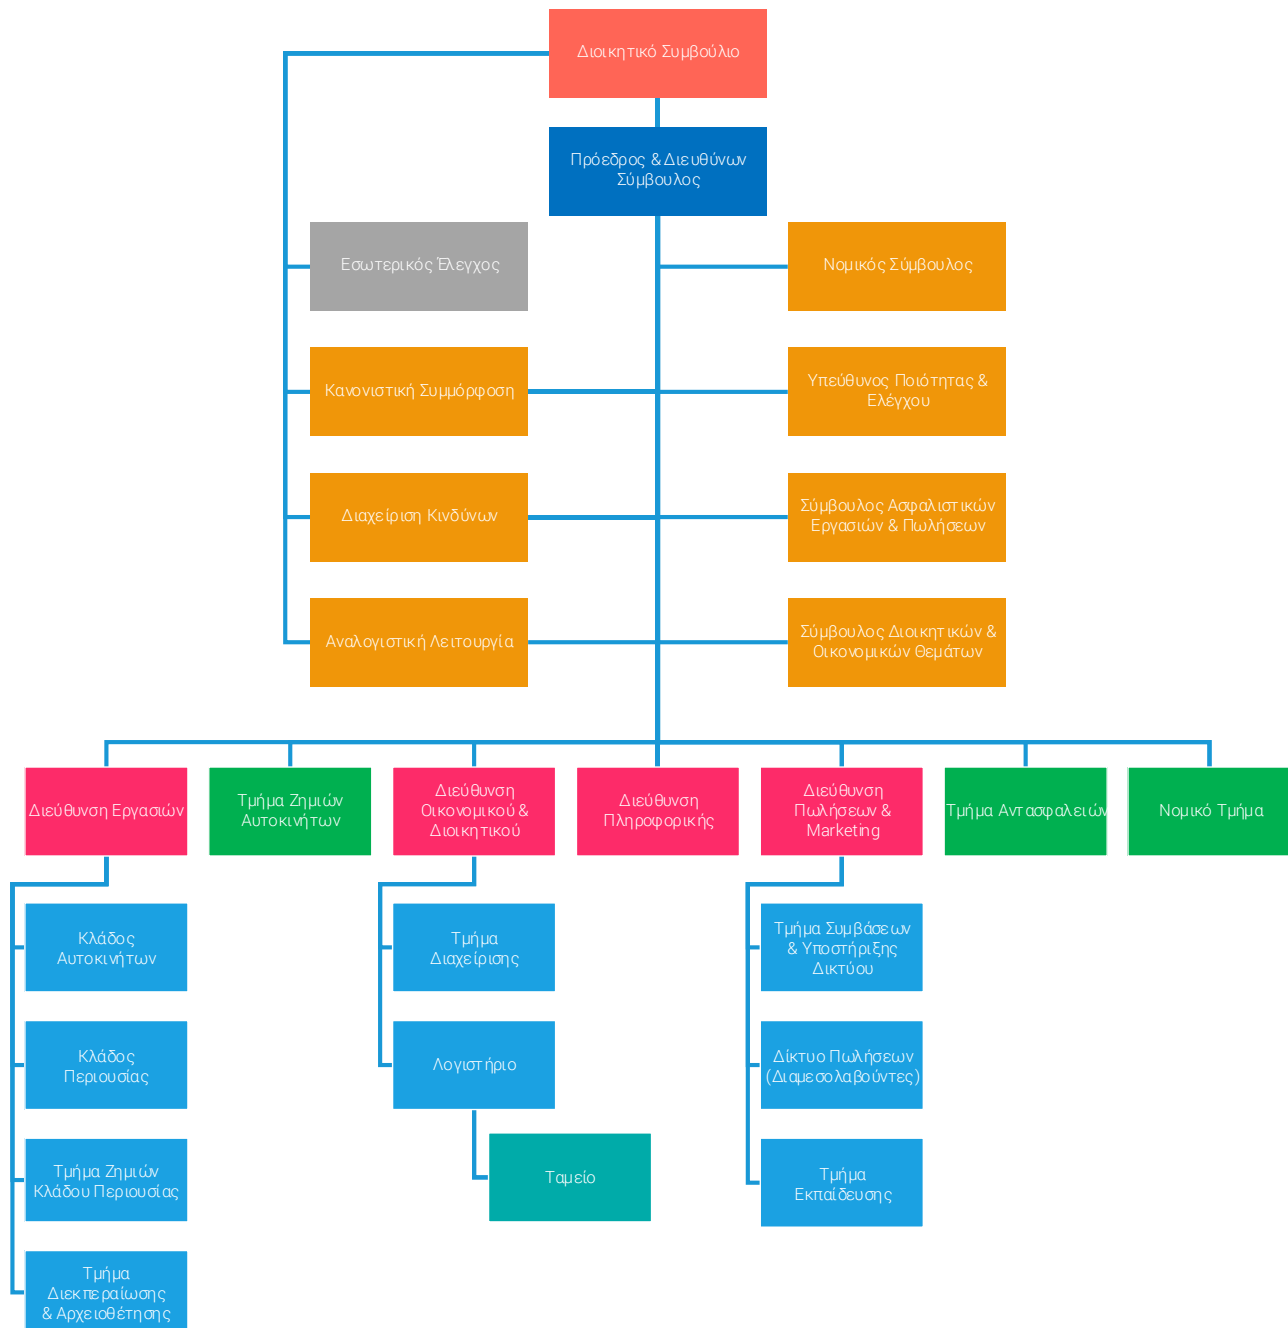 Διοικητικό Συμβούλιο
Πρόεδρος & Διευθύνων
Σύμβουλος
Εσωτερικός Έλεγχος
Νομικός Σύμβουλος
Κανονιστική Συμμόρφοση
Υπεύθυνος Ποιότητας &
Ελέγχου
Διαχείριση Κινδύνων
Σύμβουλος Ασφαλιστικών
Εργασιών & Πωλήσεων
Αναλογιστική Λειτουργία
Σύμβουλος Διοικητικών &
Οικονομικών Θεμάτων
Διεύθυνση Εργασιών
Τμήμα Ζημιών
Αυτοκινήτων
Διεύθυνση
Οικονομικού &
Διοικητικού
Διεύθυνση
Πληροφορικής
Διεύθυνση
Πωλήσεων &
Marketing
Τμήμα Αντασφαλειών
Νομικό Τμήμα
Κλάδος
Αυτοκινήτων
Τμήμα
Διαχείρισης
Τμήμα Συμβάσεων
& Υποστήριξης
Δικτύου
Κλάδος
Περιουσίας
Λογιστήριο
Δίκτυο Πωλήσεων
(Διαμεσολαβούντες)
Τμήμα Ζημιών
Κλάδου Περιουσίας
Ταμείο
Τμήμα
Εκπαίδευσης
Τμήμα
Διεκπεραίωσης
& Αρχειοθέτησης